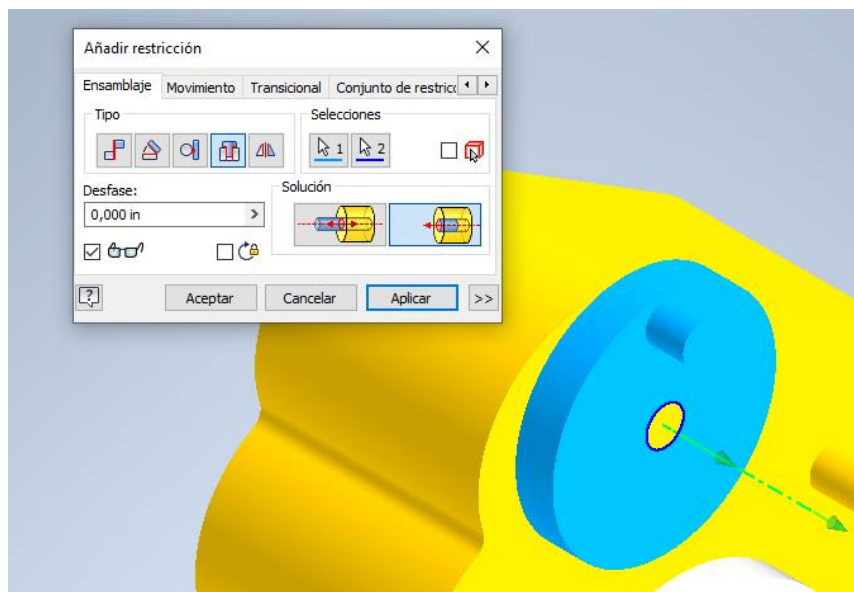 Añadir restricción
Ensamblaje Movimiento Transicional Conjunto de restricc
Tipo
Selecciones
1 2
Desfase:
Solución
0,000 in
?
Aceptar Cancelar Aplicar >>